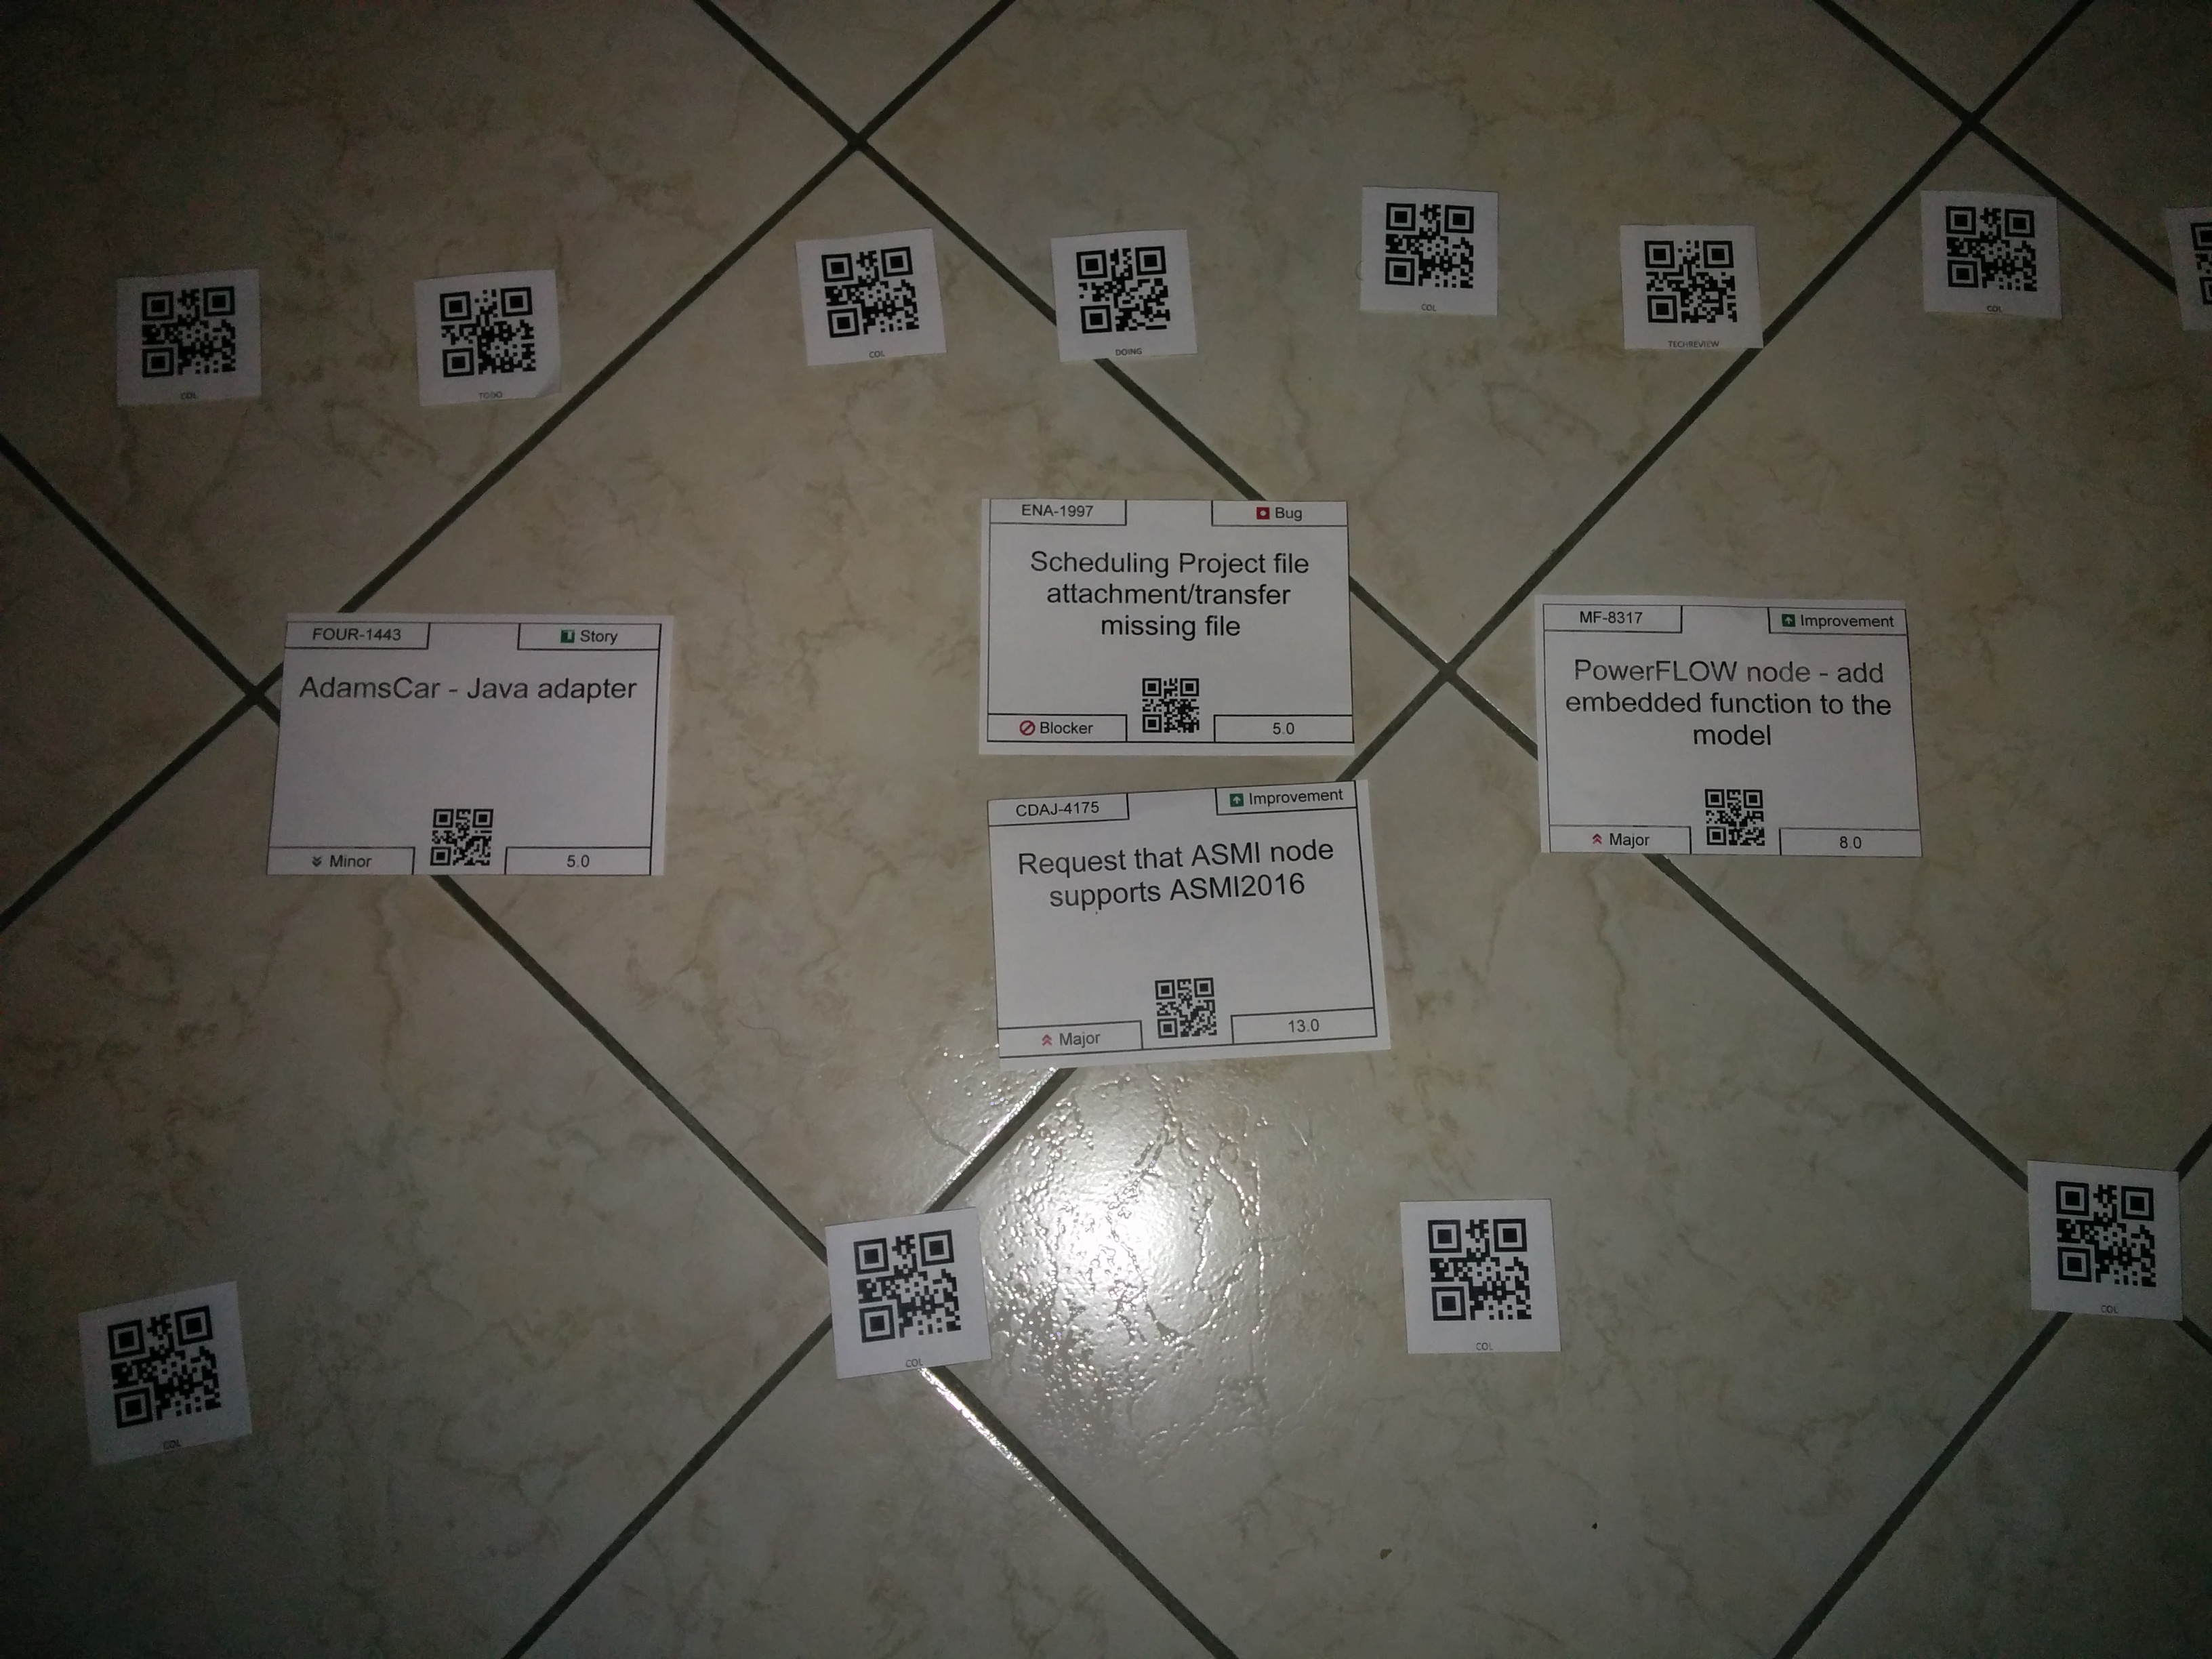 COL
TODO
COL
DOING
COL
TECHREVIEW
COL
ENA-1997
Bug
Scheduling Project file
attachment/transfer
missing file
Blocker
5.0
FOUR-1443
Story
AdamsCar - Java adapter
Minor
5.0
MF-8317
Improvement
PowerFLOW node - add
embedded function to the
model
Major
8.0
CDAJ-4175
Improvement
Request that ASMI node
supports ASMI2016
Major
13.0
COL
COL
COL
COL